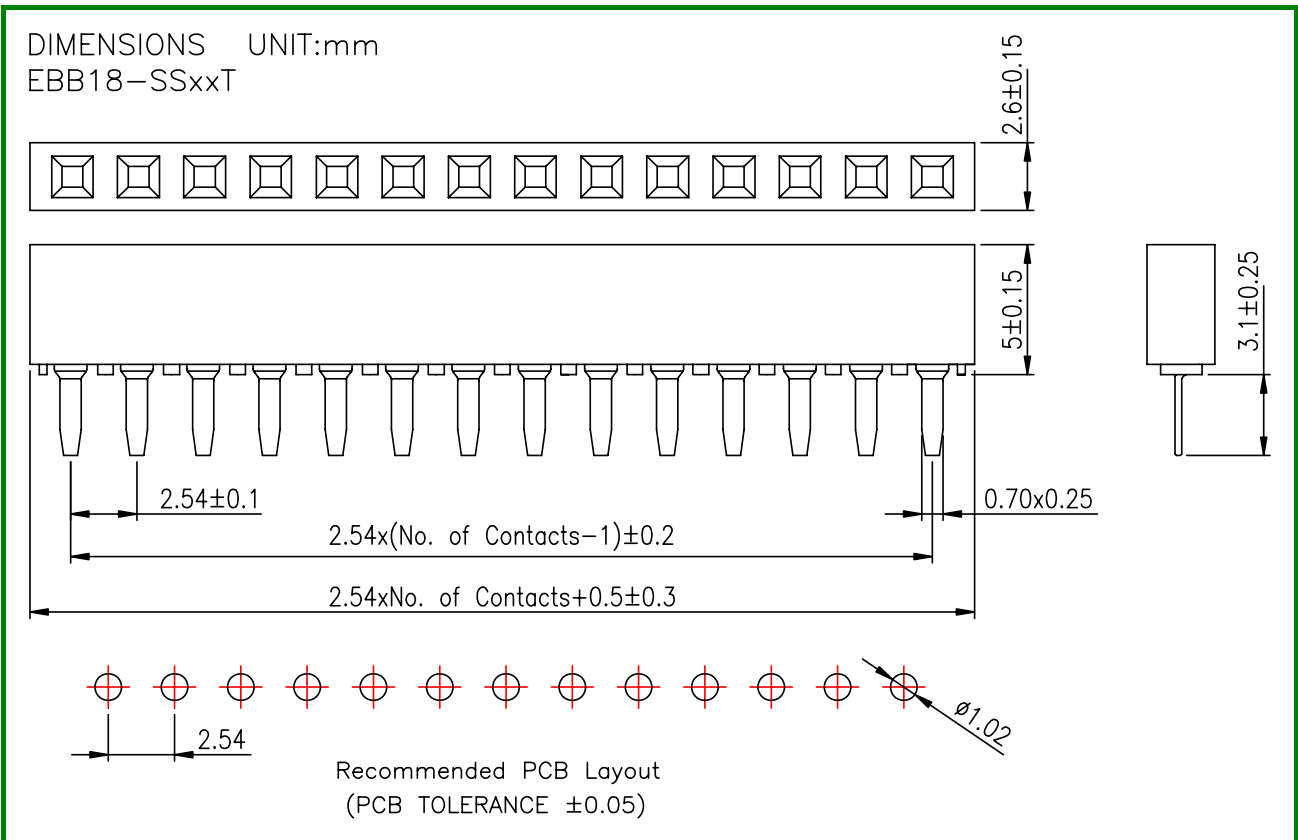 DIMENSIONS UNIT:mm
EBB18-SSxxT
2.6±0.15
5±0.15
3.1±0.25
2.54±0.1
0.70x0.25
2.54x(No. of Contacts-1)±0.2
2.54xNo. of Contacts+0.5±0.3
2.54
ø1.02
Recommended PCB Layout
(PCB TOLERANCE ±0.05)